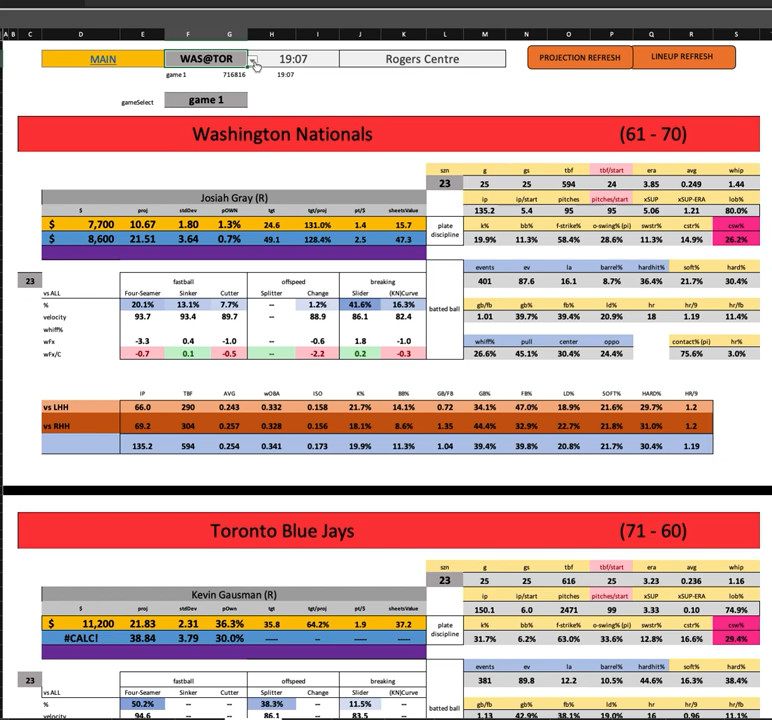 A B C D E F G H I J K L M N O P Q R S
MAIN WAS@TOR 19:07 Rogers Centre PROJECTION REFRESH LINEUP REFRESH
game 1 716816 19:07
gameSelect game 1
Washington Nationals (61 - 70)
szn g gs tbf tbf/start era avg whip
23 25 25 594 24 3.85 0.249 1.44
Josiah Gray (R) ip ip/start pitches pitches/start xSUP xSUP-ERA lob%
$ proj stdDev pOWN tgt tgt/proj pt/$ sheetsValue 135.2 5.4 95 95 5.06 1.21 80.0%
$ 7,700 10.67 1.80 1.3% 24.6 131.0% 1.4 15.7 plate discipline k% bb% f-strike% o-swing% (pi) swstr% cstr% csw%
$ 8,600 21.51 3.64 0.7% 49.1 128.4% 2.5 47.3 19.9% 11.3% 58.4% 28.6% 11.3% 14.9% 26.2%
events ev la barrel% hardhit% soft% hard%
23 fastball offspeed breaking 401 87.6 16.1 8.7% 36.4% 21.7% 30.4%
vs ALL Four-Seamer Sinker Cutter Splitter Change Slider (KN)Curve
% 20.1% 13.1% 7.7% -- 1.2% 41.6% 16.3% batted ball gb/fb gb% fb% ld% hr hr/9 hr/fb
velocity 93.7 93.4 89.7 -- 88.9 86.1 82.4 1.01 39.7% 39.4% 20.9% 18 1.19 11.4%
whiff%
wFx -3.3 0.4 -1.0 -- -0.6 1.8 -1.0 whiff% pull center oppo contact% (pi) hr%
wFx/C -0.7 0.1 -0.5 -- -2.2 0.2 -0.3 26.6% 45.1% 30.4% 24.4% 75.6% 3.0%
IP TBF AVG wOBA ISO K% BB% GB/FB GB% FB% LD% SOFT% HARD% HR/9
vs LHH 66.0 290 0.243 0.332 0.158 21.7% 14.1% 0.72 34.1% 47.0% 18.9% 21.6% 29.7% 1.2
vs RHH 69.2 304 0.257 0.328 0.156 18.1% 8.6% 1.35 44.4% 32.9% 22.7% 21.8% 31.0% 1.2
135.2 594 0.254 0.341 0.173 19.9% 11.3% 1.04 39.4% 39.8% 20.8% 21.7% 30.4% 1.19
Toronto Blue Jays (71 - 60)
szn g gs tbf tbf/start era avg whip
23 25 25 616 25 3.23 0.236 1.16
Kevin Gausman (R) ip ip/start pitches pitches/start xSUP xSUP-ERA lob%
$ proj stdDev pOwn tgt tgt/proj pt/$ sheetsValue 150.1 6.0 2471 99 3.33 0.10 74.9%
$ 11,200 21.83 2.31 36.3% 35.8 64.2% 1.9 37.2 plate discipline k% bb% f-strike% o-swing% (pi) swstr% cstr% csw%
#CALC! 38.84 3.79 30.0% ---- ---- ---- ---- 31.7% 6.2% 63.0% 33.6% 12.8% 16.6% 29.4%
events ev la barrel% hardhit% soft% hard%
23 fastball offspeed breaking 381 89.8 12.2 10.5% 44.6% 16.3% 38.4%
vs ALL Four-Seamer Sinker Cutter Splitter Change Slider (KN)Curve
% 50.2% -- -- 38.3% -- 11.5% -- batted ball gb/fb gb% fb% ld% hr hr/9 hr/fb
velocity 94.6 -- -- 86.1 -- 83.5 -- 1.13 42.9% 38.1% 19.0% 16 0.96 11.1%